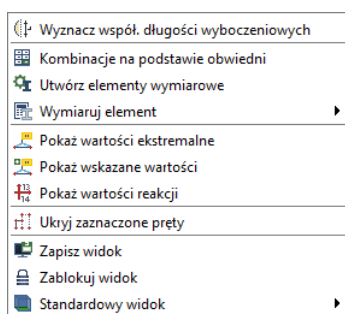 Wyznacz współ. długości wyboczeniowych
Kombinacje na podstawie obwiedni
Utwórz elementy wymiarowe
Wymiaruj element
Pokaż wartości ekstremalne
Pokaż wskazane wartości
Pokaż wartości reakcji
Ukryj zaznaczone pręty
Zapisz widok
Zablokuj widok
Standardowy widok